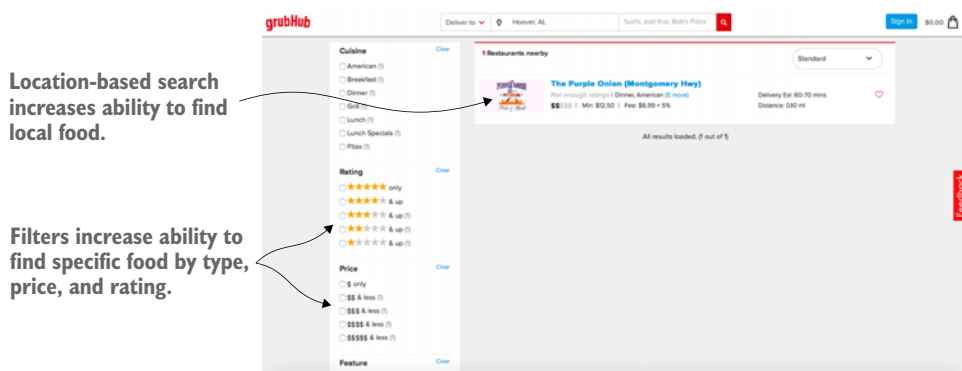 grubHub
Deliver to
Hoover, AL
Sushi, pad thai, Bob's Pizza
Sign in
$0.00
Location-based search
increases ability to find
local food.
Filters increase ability to
find specific food by type,
price, and rating.
Cuisine Clear
American (1)
Breakfast (1)
Dinner (1)
Grill (1)
Lunch (1)
Lunch Specials (1)
Pitas (1)
Rating Clear
only
& up
& up (1)
& up (1)
& up (1)
Price Clear
$ only
$$ & less (1)
$$$ & less (1)
$$$$ & less (1)
$$$$$ & less (1)
Feature Clear
1 Restaurants nearby
Standard
The Purple Onion (Montgomery Hwy)
Not enough ratings | Dinner, American (5 more)
$$$$$ | Min: $12.50 | Fee: $6.99 + 5%
Delivery Est: 60-70 mins
Distance: 0.10 mi
All results loaded. (1 out of 1)
Feedback